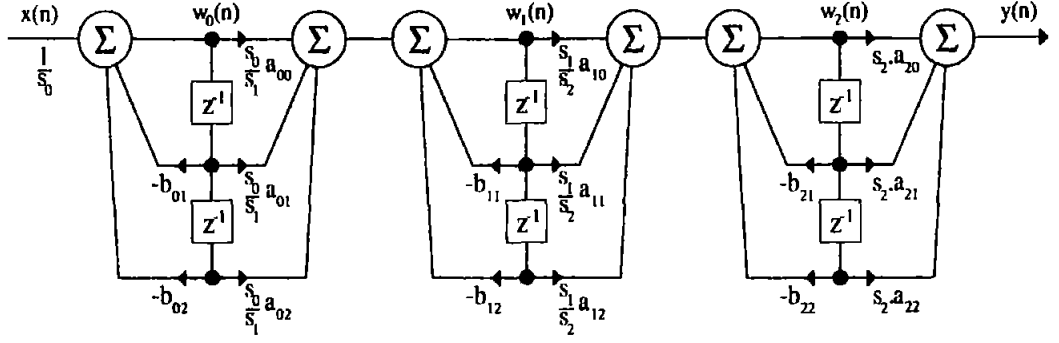 x(n) w₀(n) w₁(n) w₂(n) y(n)
Σ Σ Σ Σ Σ Σ
1/s₀ s₀/s₁ a₀₀ s₁/s₂ a₁₀ s₂.a₂₀
z⁻¹ z⁻¹ z⁻¹
-b₀₁ s₀/s₁ a₀₁ -b₁₁ s₁/s₂ a₁₁ -b₂₁ s₂.a₂₁
z⁻¹ z⁻¹ z⁻¹
-b₀₂ s₀/s₁ a₀₂ -b₁₂ s₁/s₂ a₁₂ -b₂₂ s₂.a₂₂